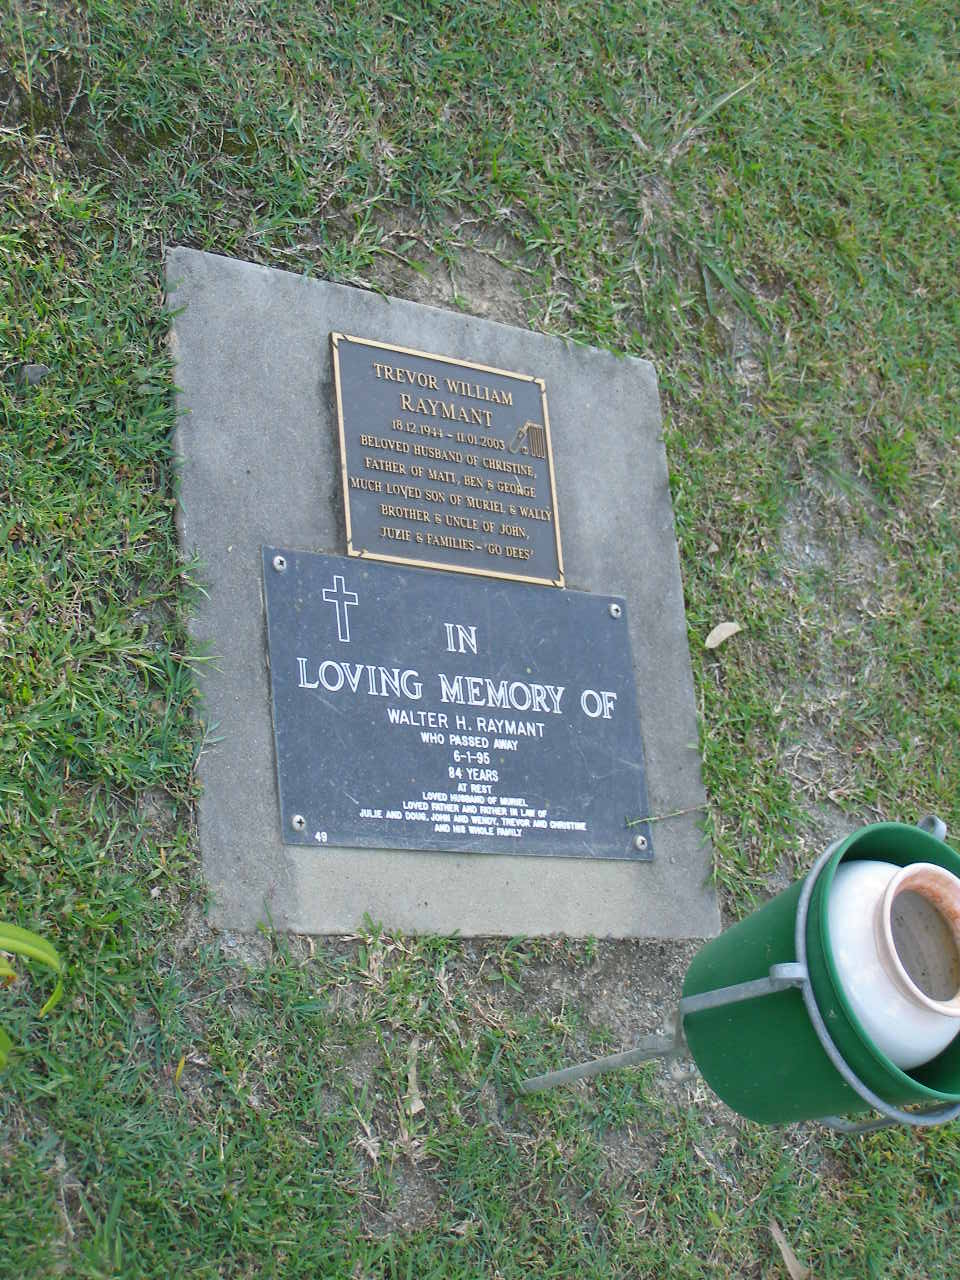 TREVOR WILLIAM
RAYMANT
18.12.1944 - 11.01.2003
BELOVED HUSBAND OF CHRISTINE,
FATHER OF MATT, BEN & GEORGE
MUCH LOVED SON OF MURIEL & WALLY
BROTHER & UNCLE OF JOHN,
JULIE & FAMILIES - 'GO DEES'
IN
LOVING MEMORY OF
WALTER H. RAYMANT
WHO PASSED AWAY
6-1-95
84 YEARS
AT REST
LOVED HUSBAND OF MURIEL
LOVED FATHER AND FATHER IN LAW OF
JULIE AND DOUG, JOHN AND WENDY, TREVOR AND CHRISTINE
AND HIS WHOLE FAMILY
49